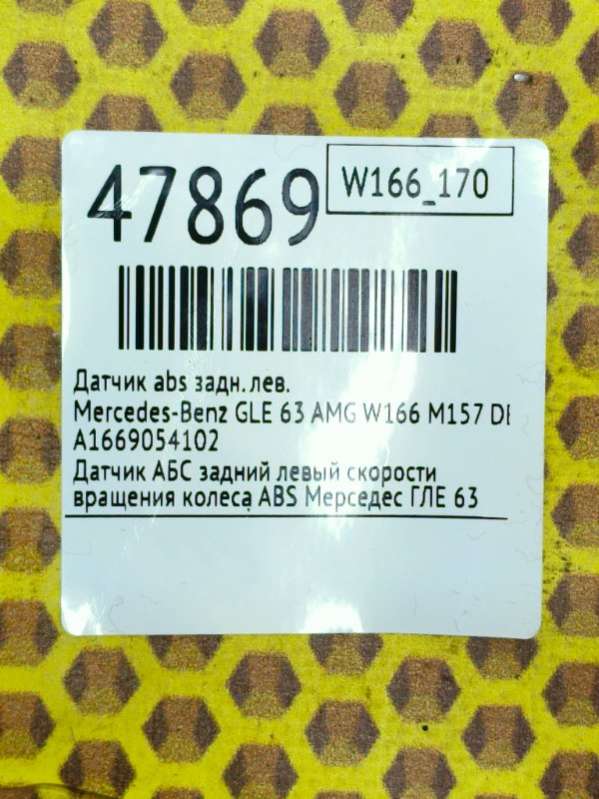 47869
W166_170
Датчик abs задн. лев.
Mercedes-Benz GLE 63 AMG W166 M157 DE
A1669054102
Датчик АБС задний левый скорости
вращения колеса ABS Мерседес ГЛЕ 63